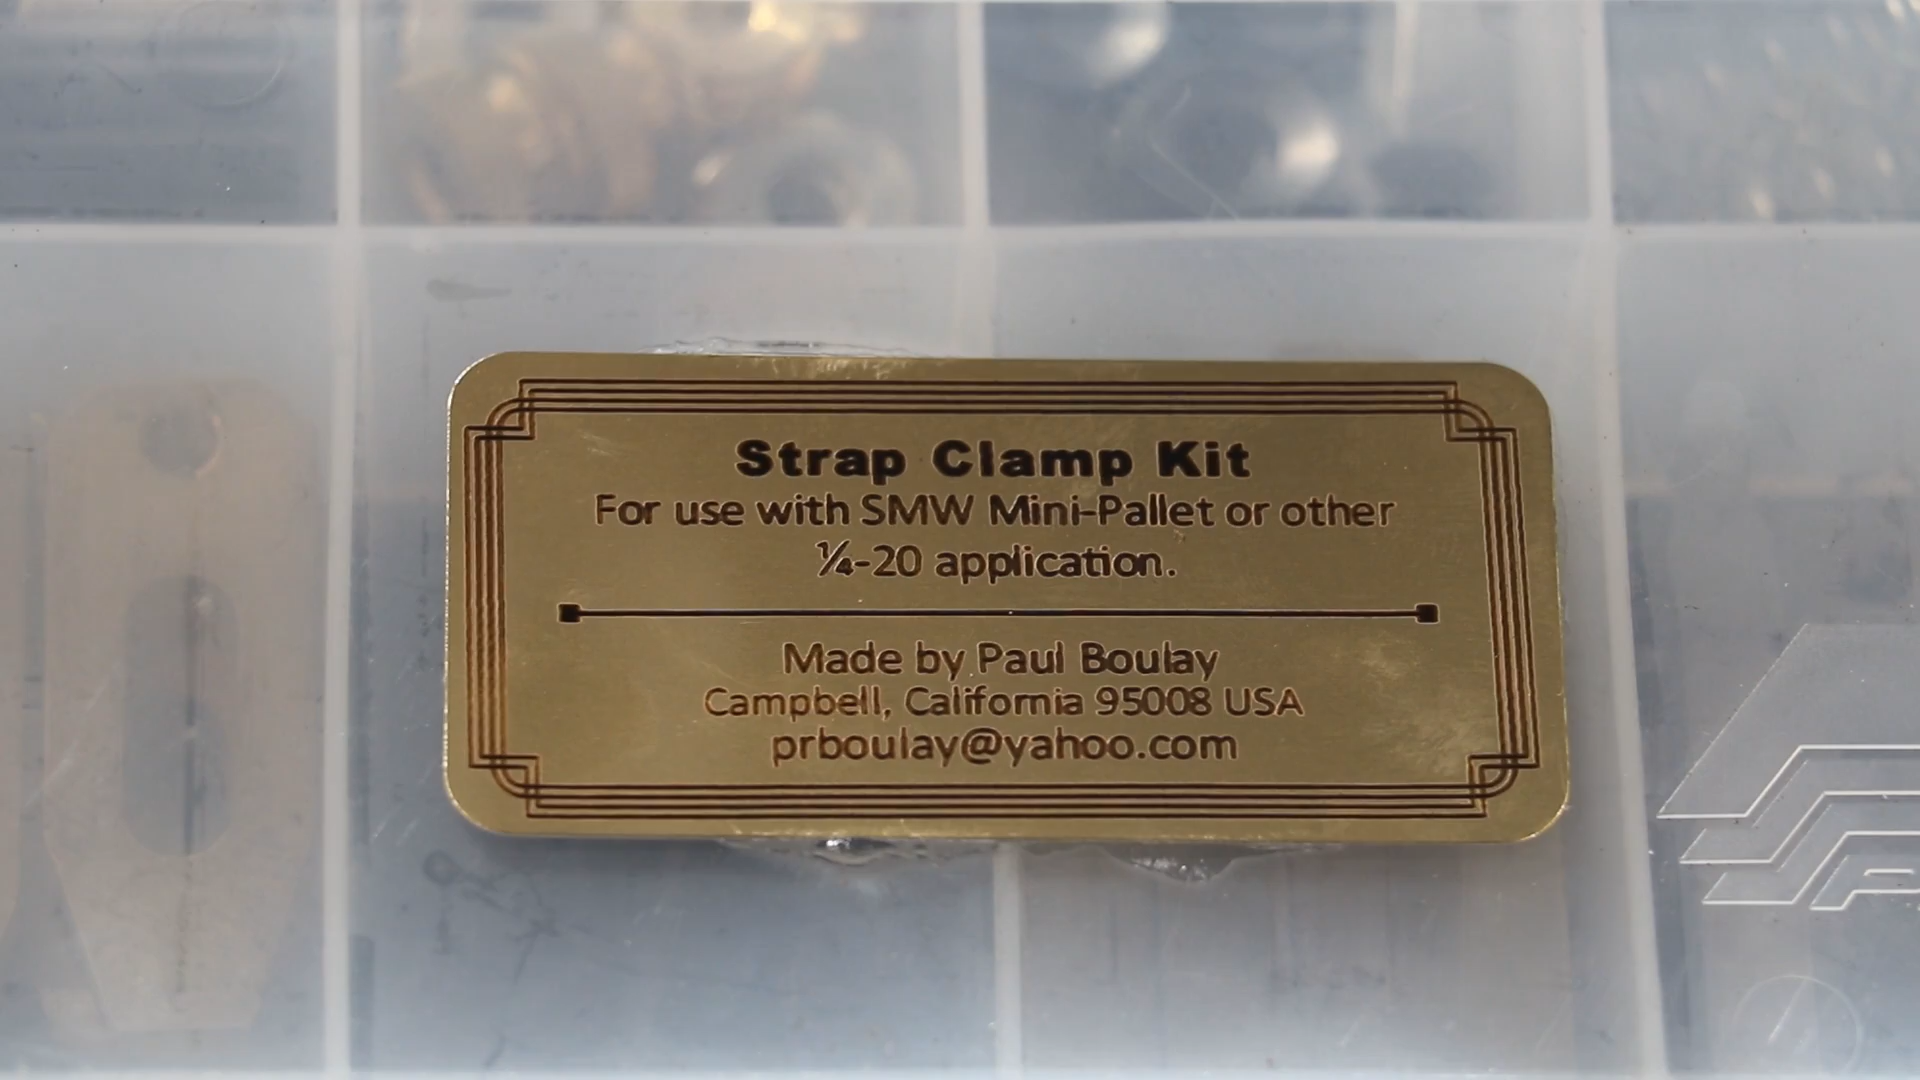 Strap Clamp Kit
For use with SMW Mini-Pallet or other
¼-20 application.
Made by Paul Boulay
Campbell, California 95008 USA
prboulay@yahoo.com